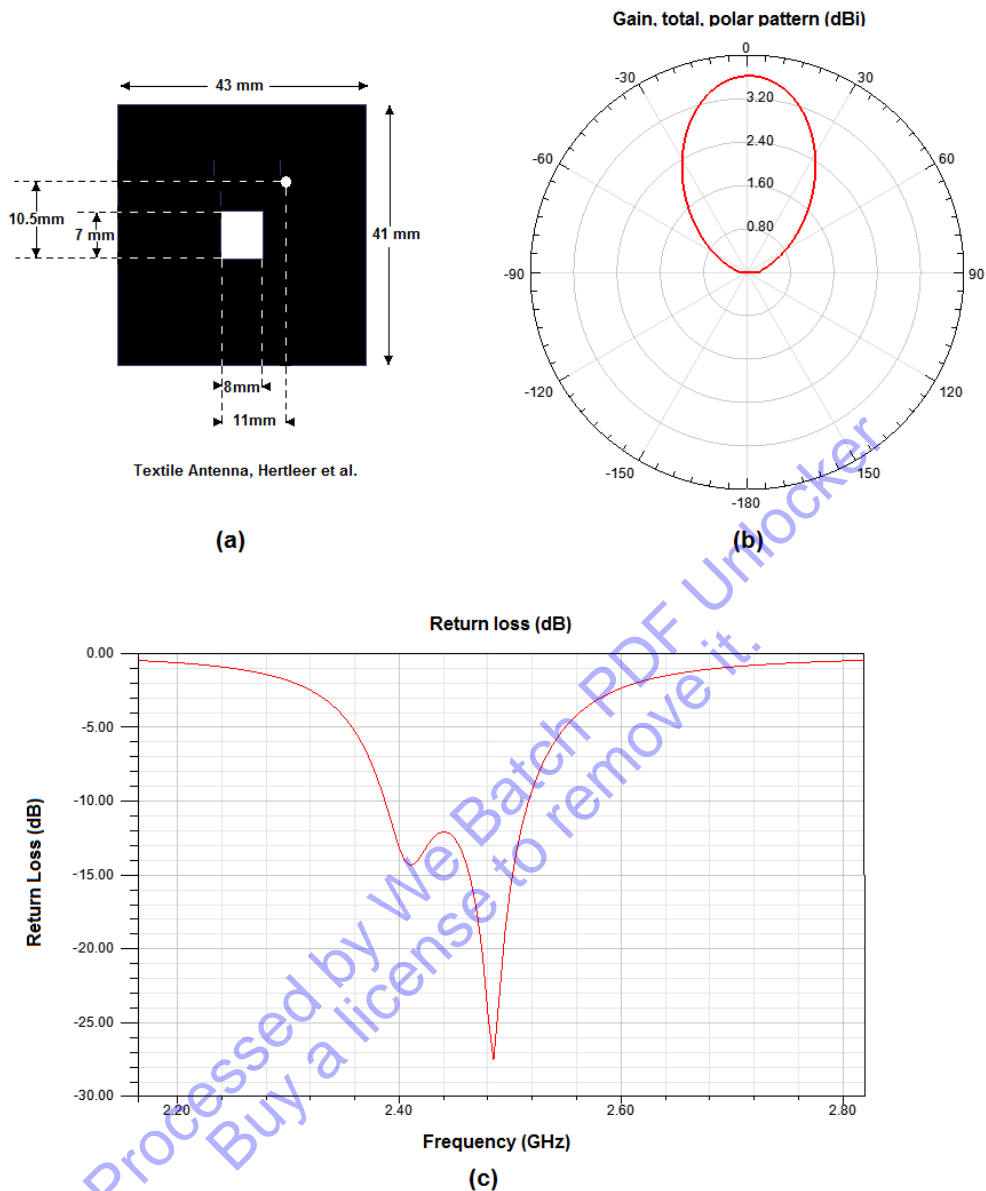 Gain, total, polar pattern (dBi)
43 mm
10.5mm
7 mm
41 mm
8mm
11mm
Textile Antenna, Hertleer et al.
(a)
0
-30
30
3.20
2.40
-60
60
1.60
0.80
-90
90
-120
120
-150
150
-180
(b)
Return loss (dB)
0.00
-5.00
-10.00
-15.00
-20.00
-25.00
-30.00
Return Loss (dB)
2.20
2.40
2.60
2.80
Frequency (GHz)
(c)
Processed by We Batch PDF Unlocker
Buy a license to remove it.